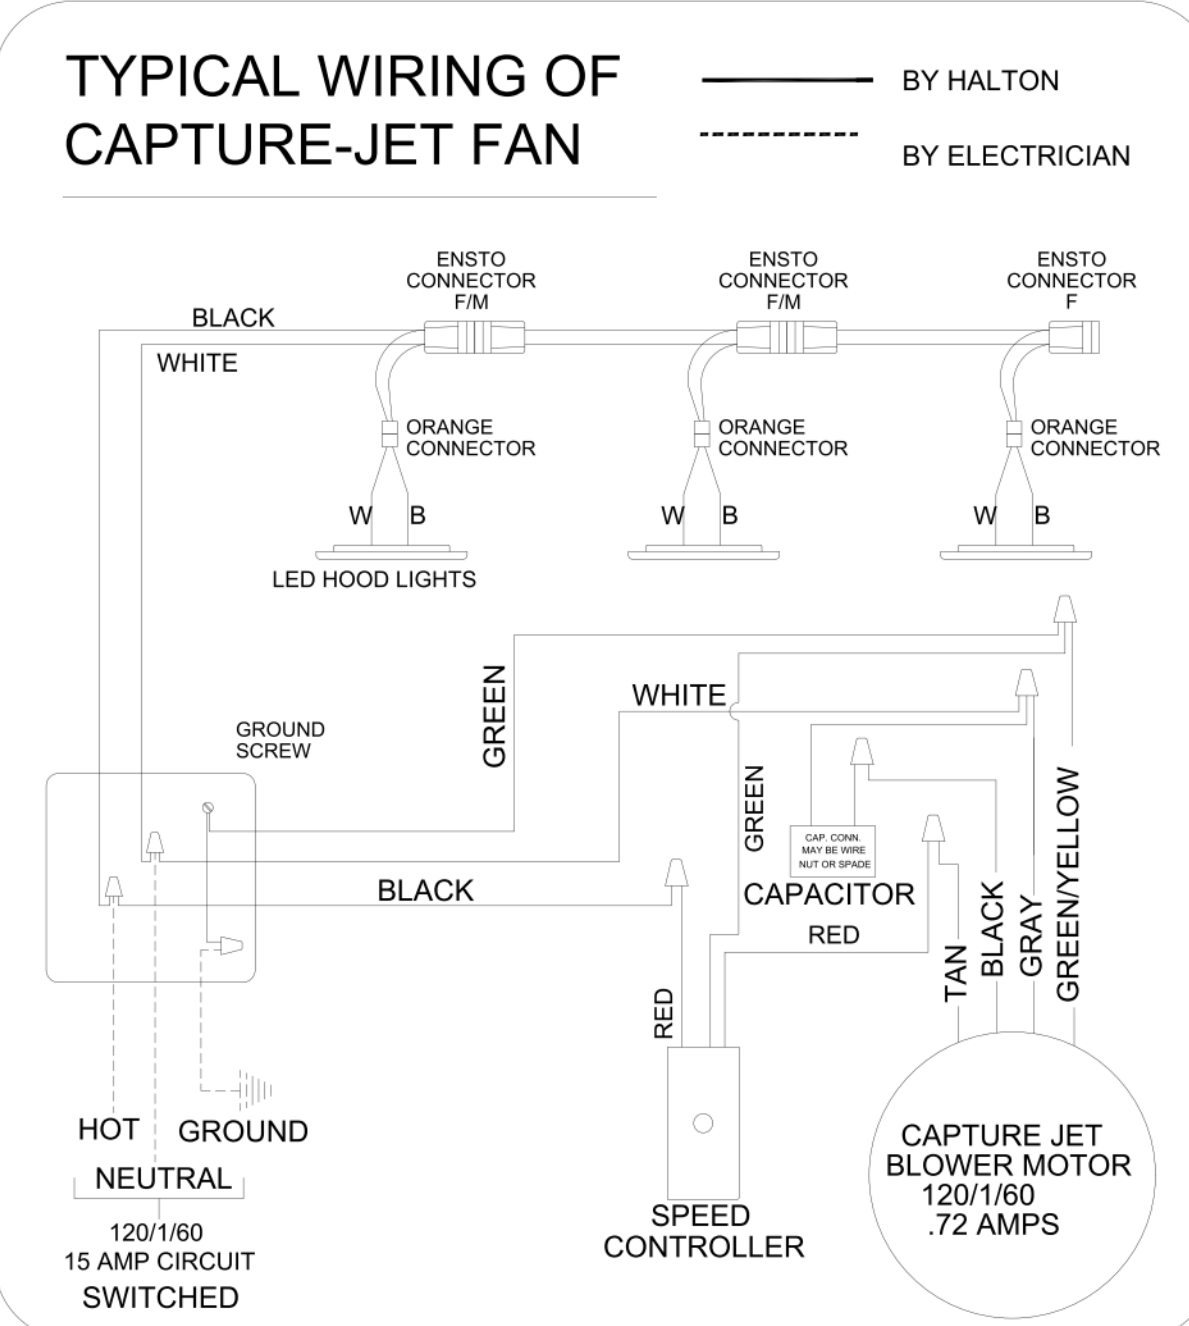 TYPICAL WIRING OF
CAPTURE-JET FAN
BY HALTON
BY ELECTRICIAN
ENSTO
CONNECTOR
F/M
ENSTO
CONNECTOR
F/M
ENSTO
CONNECTOR
F
BLACK
WHITE
ORANGE
CONNECTOR
ORANGE
CONNECTOR
ORANGE
CONNECTOR
W B
W B
W B
LED HOOD LIGHTS
GREEN
WHITE
GROUND
SCREW
GREEN
CAP. CONN.
MAY BE WIRE
NUT OR SPADE
CAPACITOR
BLACK
RED
RED
TAN
BLACK
GRAY
GREEN/YELLOW
HOT
GROUND
NEUTRAL
120/1/60
15 AMP CIRCUIT
SWITCHED
SPEED
CONTROLLER
CAPTURE JET
BLOWER MOTOR
120/1/60
.72 AMPS